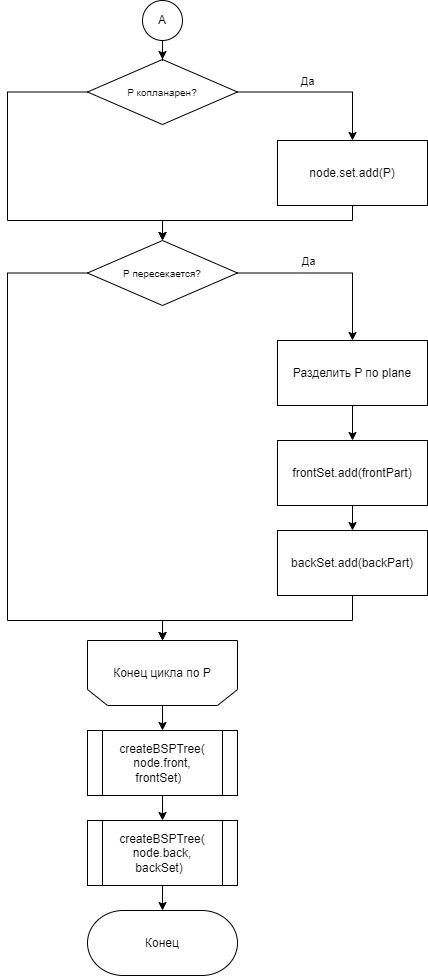 A
P копланарен?
Да
node.set.add(P)
P пересекается?
Да
Разделить P по plane
frontSet.add(frontPart)
backSet.add(backPart)
Конец цикла по P
createBSPTree(
node.front,
frontSet)
createBSPTree(
node.back,
backSet)
Конец